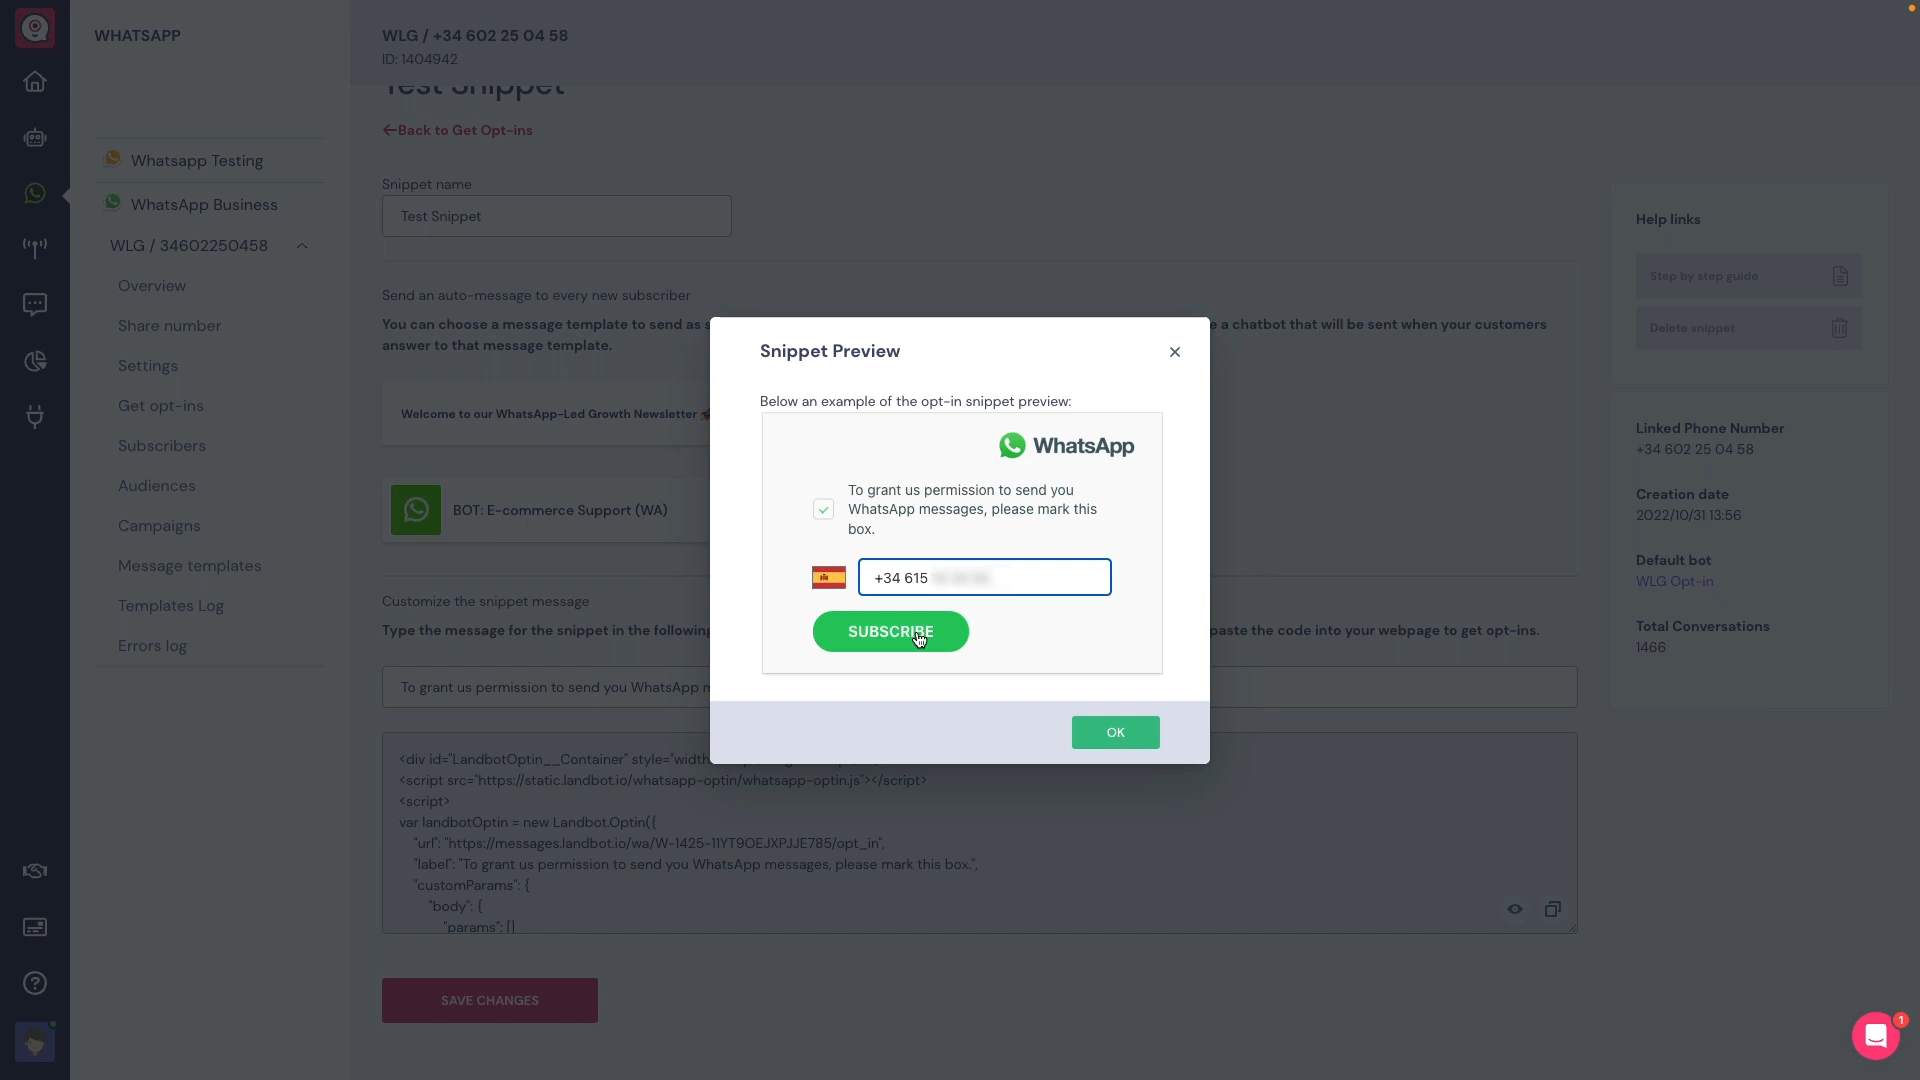 WHATSAPP
Whatsapp Testing
WhatsApp Business
WLG / 34602250458
Overview
Share number
Settings
Get opt-ins
Subscribers
Audiences
Campaigns
Message templates
Templates Log
Errors log
WLG / +34 602 25 04 58
ID: 1404942
Test Snippet
Back to Get Opt-ins
Snippet name
Test Snippet
Send an auto-message to every new subscriber
You can choose a message template to send as s
e a chatbot that will be sent when your customers
answer to that message template.
Welcome to our WhatsApp-Led Growth Newsletter
BOT: E-commerce Support (WA)
Customize the snippet message
Type the message for the snippet in the following
paste the code into your webpage to get opt-ins.
To grant us permission to send you WhatsApp m
<div id="LandbotOptin__Container" style="width
<script src="https://static.landbot.io/whatsapp-optin/whatsapp-optin.js"></script>
<script>
var landbotOptin = new Landbot.Optin({
"url": "https://messages.landbot.io/wa/W-1425-11YT9OEJXPJJE785/opt_in",
"label": "To grant us permission to send you WhatsApp messages, please mark this box.",
"customParams": {
"body": {
"params": []
SAVE CHANGES
Snippet Preview
Below an example of the opt-in snippet preview:
WhatsApp
To grant us permission to send you
WhatsApp messages, please mark this
box.
+34 615
SUBSCRIBE
OK
Help links
Step by step guide
Delete snippet
Linked Phone Number
+34 602 25 04 58
Creation date
2022/10/31 13:56
Default bot
WLG Opt-in
Total Conversations
1466
1